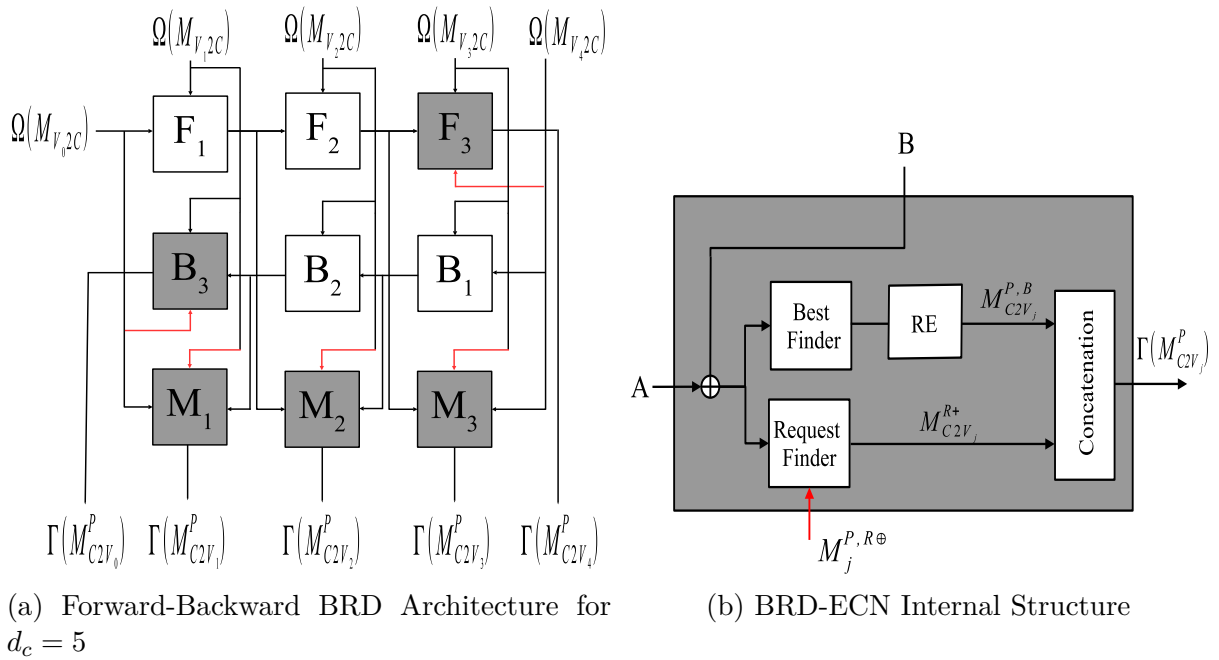 Ω(M_{V_1 2C}) Ω(M_{V_2 2C}) Ω(M_{V_3 2C}) Ω(M_{V_4 2C})
Ω(M_{V_0 2C})
F_1 F_2 F_3
B_3 B_2 B_1
M_1 M_2 M_3
Γ(M^P_{C2V_0}) Γ(M^P_{C2V_1}) Γ(M^P_{C2V_2}) Γ(M^P_{C2V_3}) Γ(M^P_{C2V_4})
(a) Forward-Backward BRD Architecture for
d_c = 5
B
A
Best
Finder
RE
M^{P,B}_{C2V_j}
Request
Finder
M^{R+}_{C2V_j}
Concatenation
Γ(M^P_{C2V_j})
M^{P,R⊕}_j
(b) BRD-ECN Internal Structure